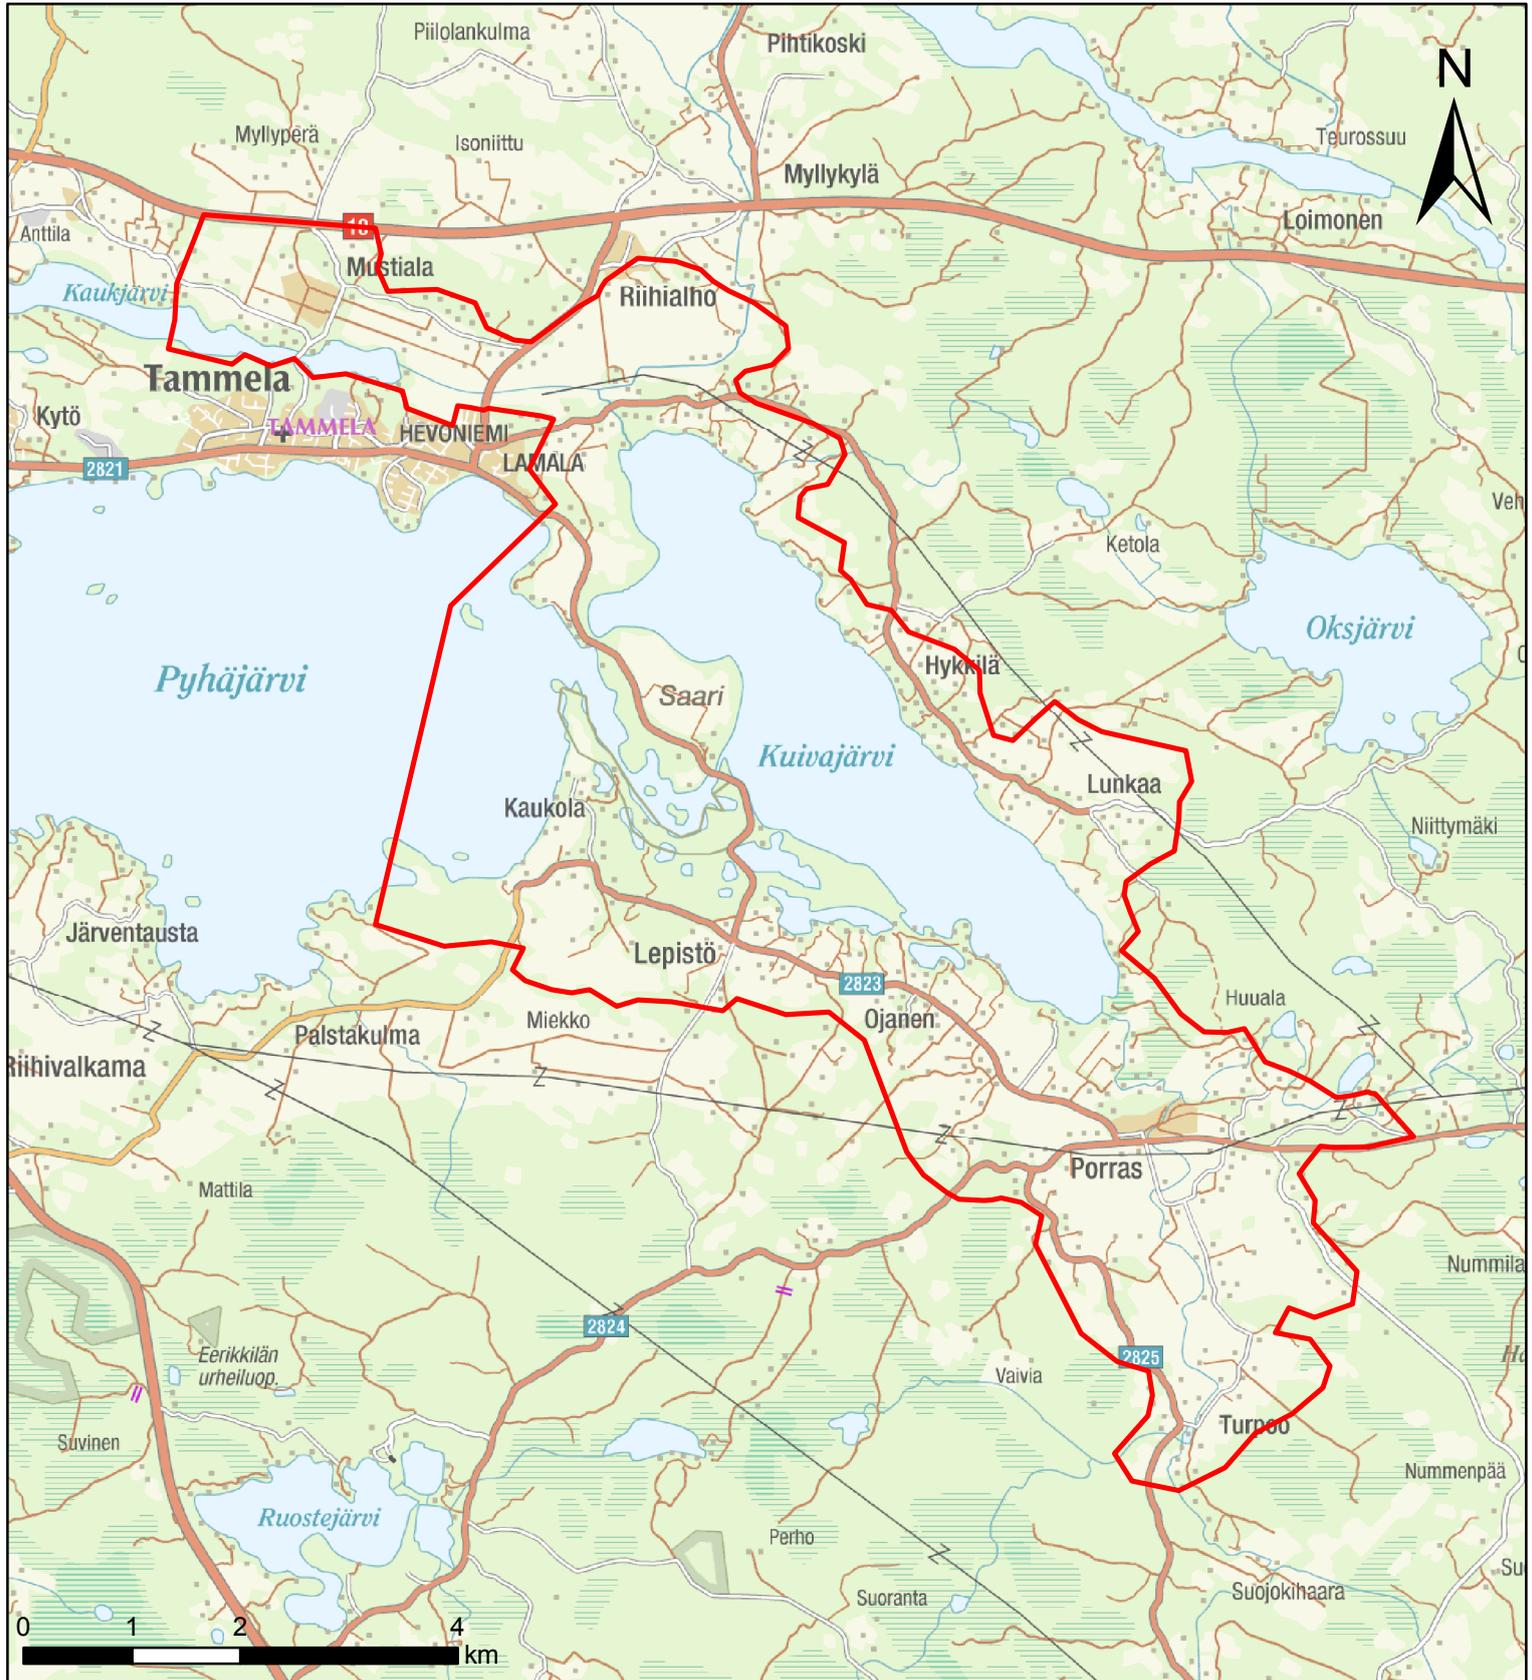 Piilolankulma
Pihtikoski
N
Myllyperä
Isoniittu
Teurossuu
Myllykylä
Loimonen
Anttila
Mustiala
Kaukjärvi
Riihialho
Tammela
Kytö
TAMMELA
HEVONIEMI
2821
LAMALA
Ketola
Oksjärvi
Pyhäjärvi
Hykkilä
Saari
Kuivajärvi
Lunkaa
Kaukola
Niittymäki
Järventausta
Lepistö
2823
Huuala
Ojanen
Miekko
Palstakulma
Riihivalkama
Porras
Mattila
Nummila
2824
Eerikkilän
urheiluop.
2825
Vaivia
Turpoo
Suvinen
Nummenpää
Ruostejärvi
Perho
Suoranta
Suojokihaara
0 1 2 4
km